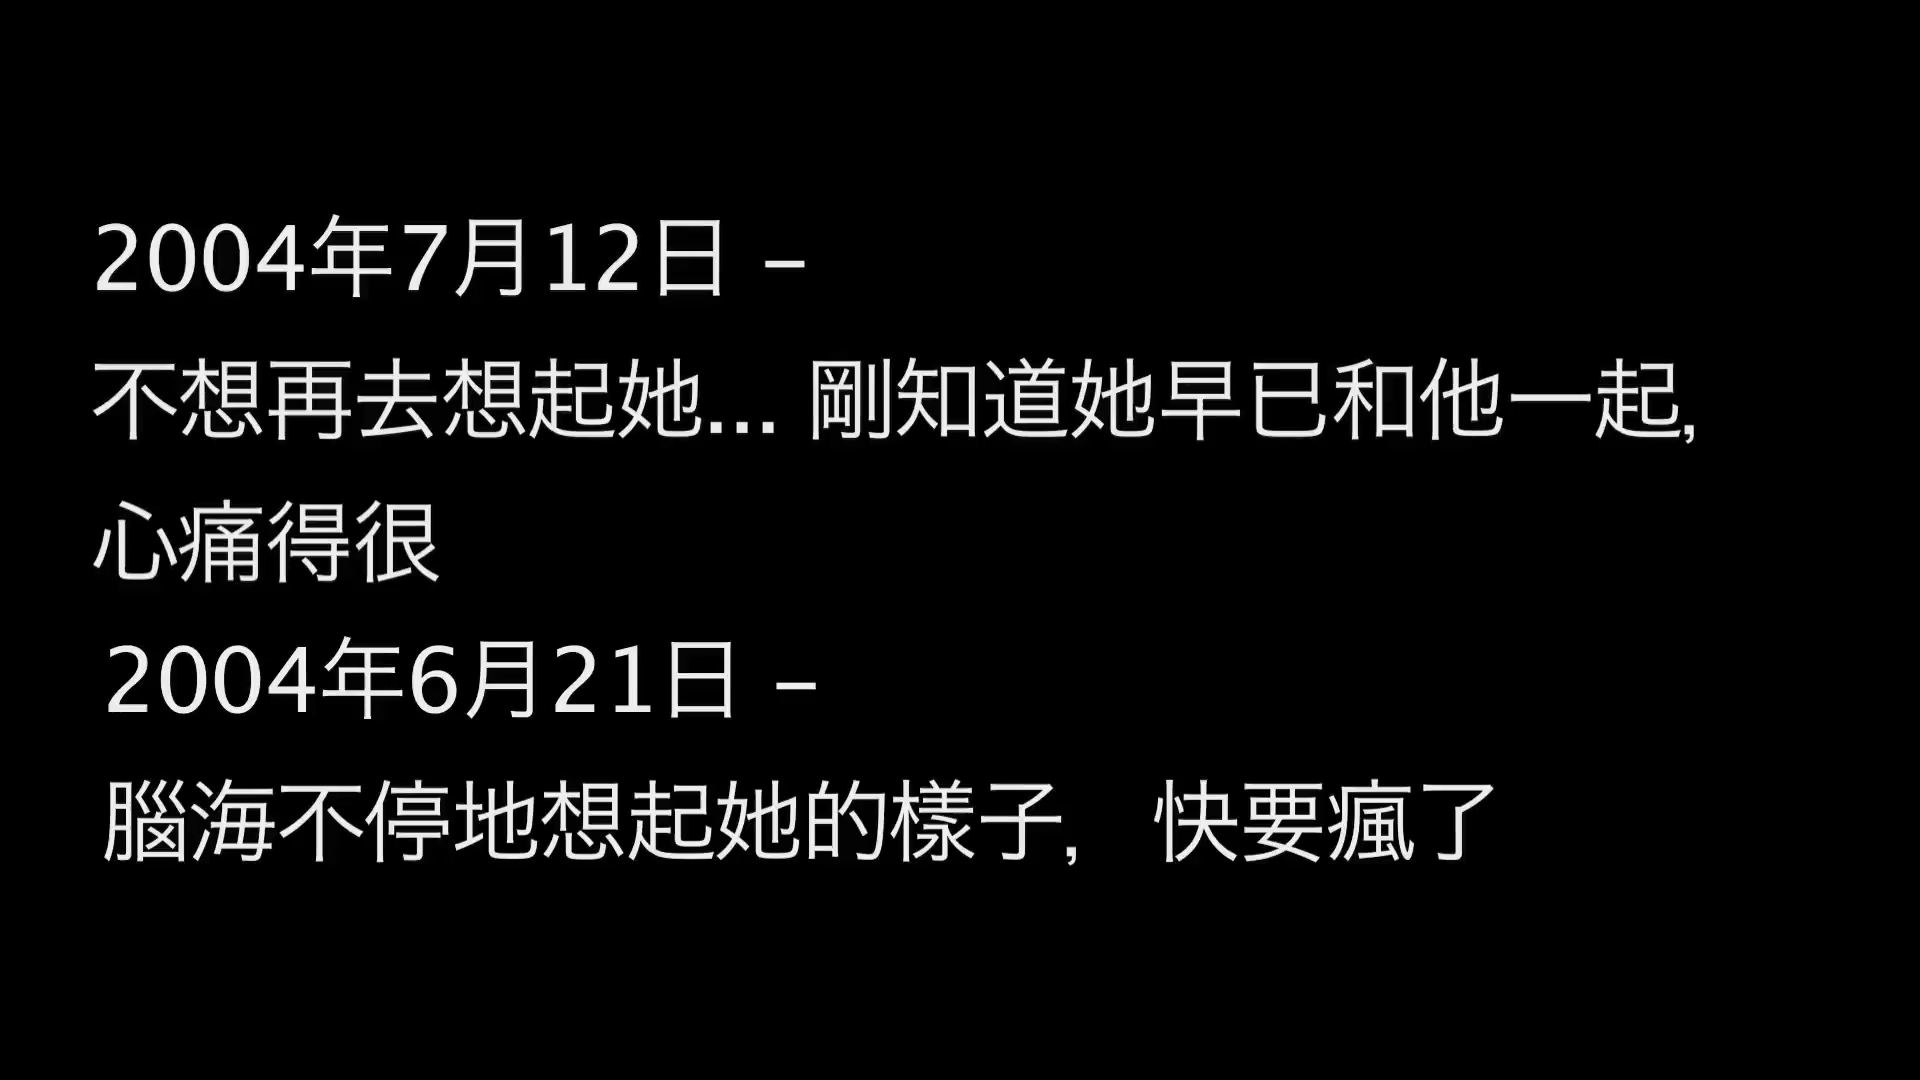 2004年7月12日 –
不想再去想起她... 剛知道她早已和他一起,
心痛得很
2004年6月21日 –
腦海不停地想起她的樣子, 快要瘋了